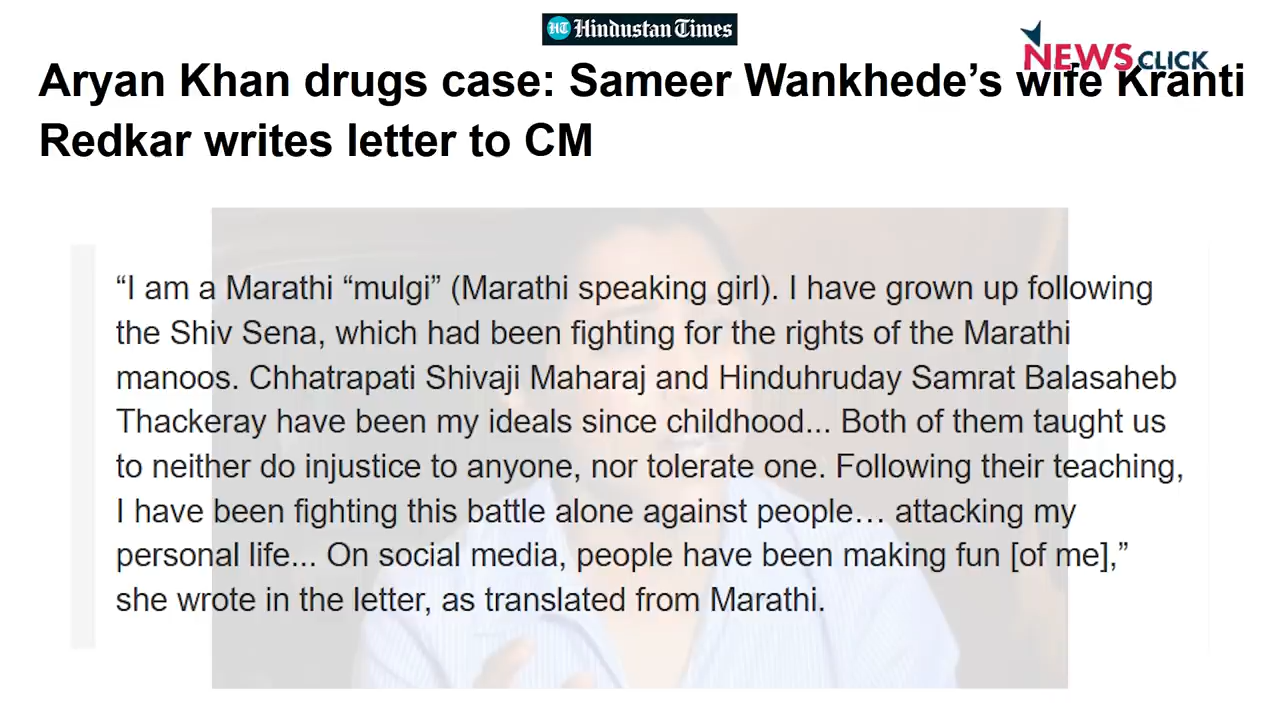 HT Hindustan Times
NEWSCLICK
Aryan Khan drugs case: Sameer Wankhede’s wife Kranti
Redkar writes letter to CM
“I am a Marathi “mulgi” (Marathi speaking girl). I have grown up following
the Shiv Sena, which had been fighting for the rights of the Marathi
manoos. Chhatrapati Shivaji Maharaj and Hinduhruday Samrat Balasaheb
Thackeray have been my ideals since childhood... Both of them taught us
to neither do injustice to anyone, nor tolerate one. Following their teaching,
I have been fighting this battle alone against people… attacking my
personal life... On social media, people have been making fun [of me],”
she wrote in the letter, as translated from Marathi.